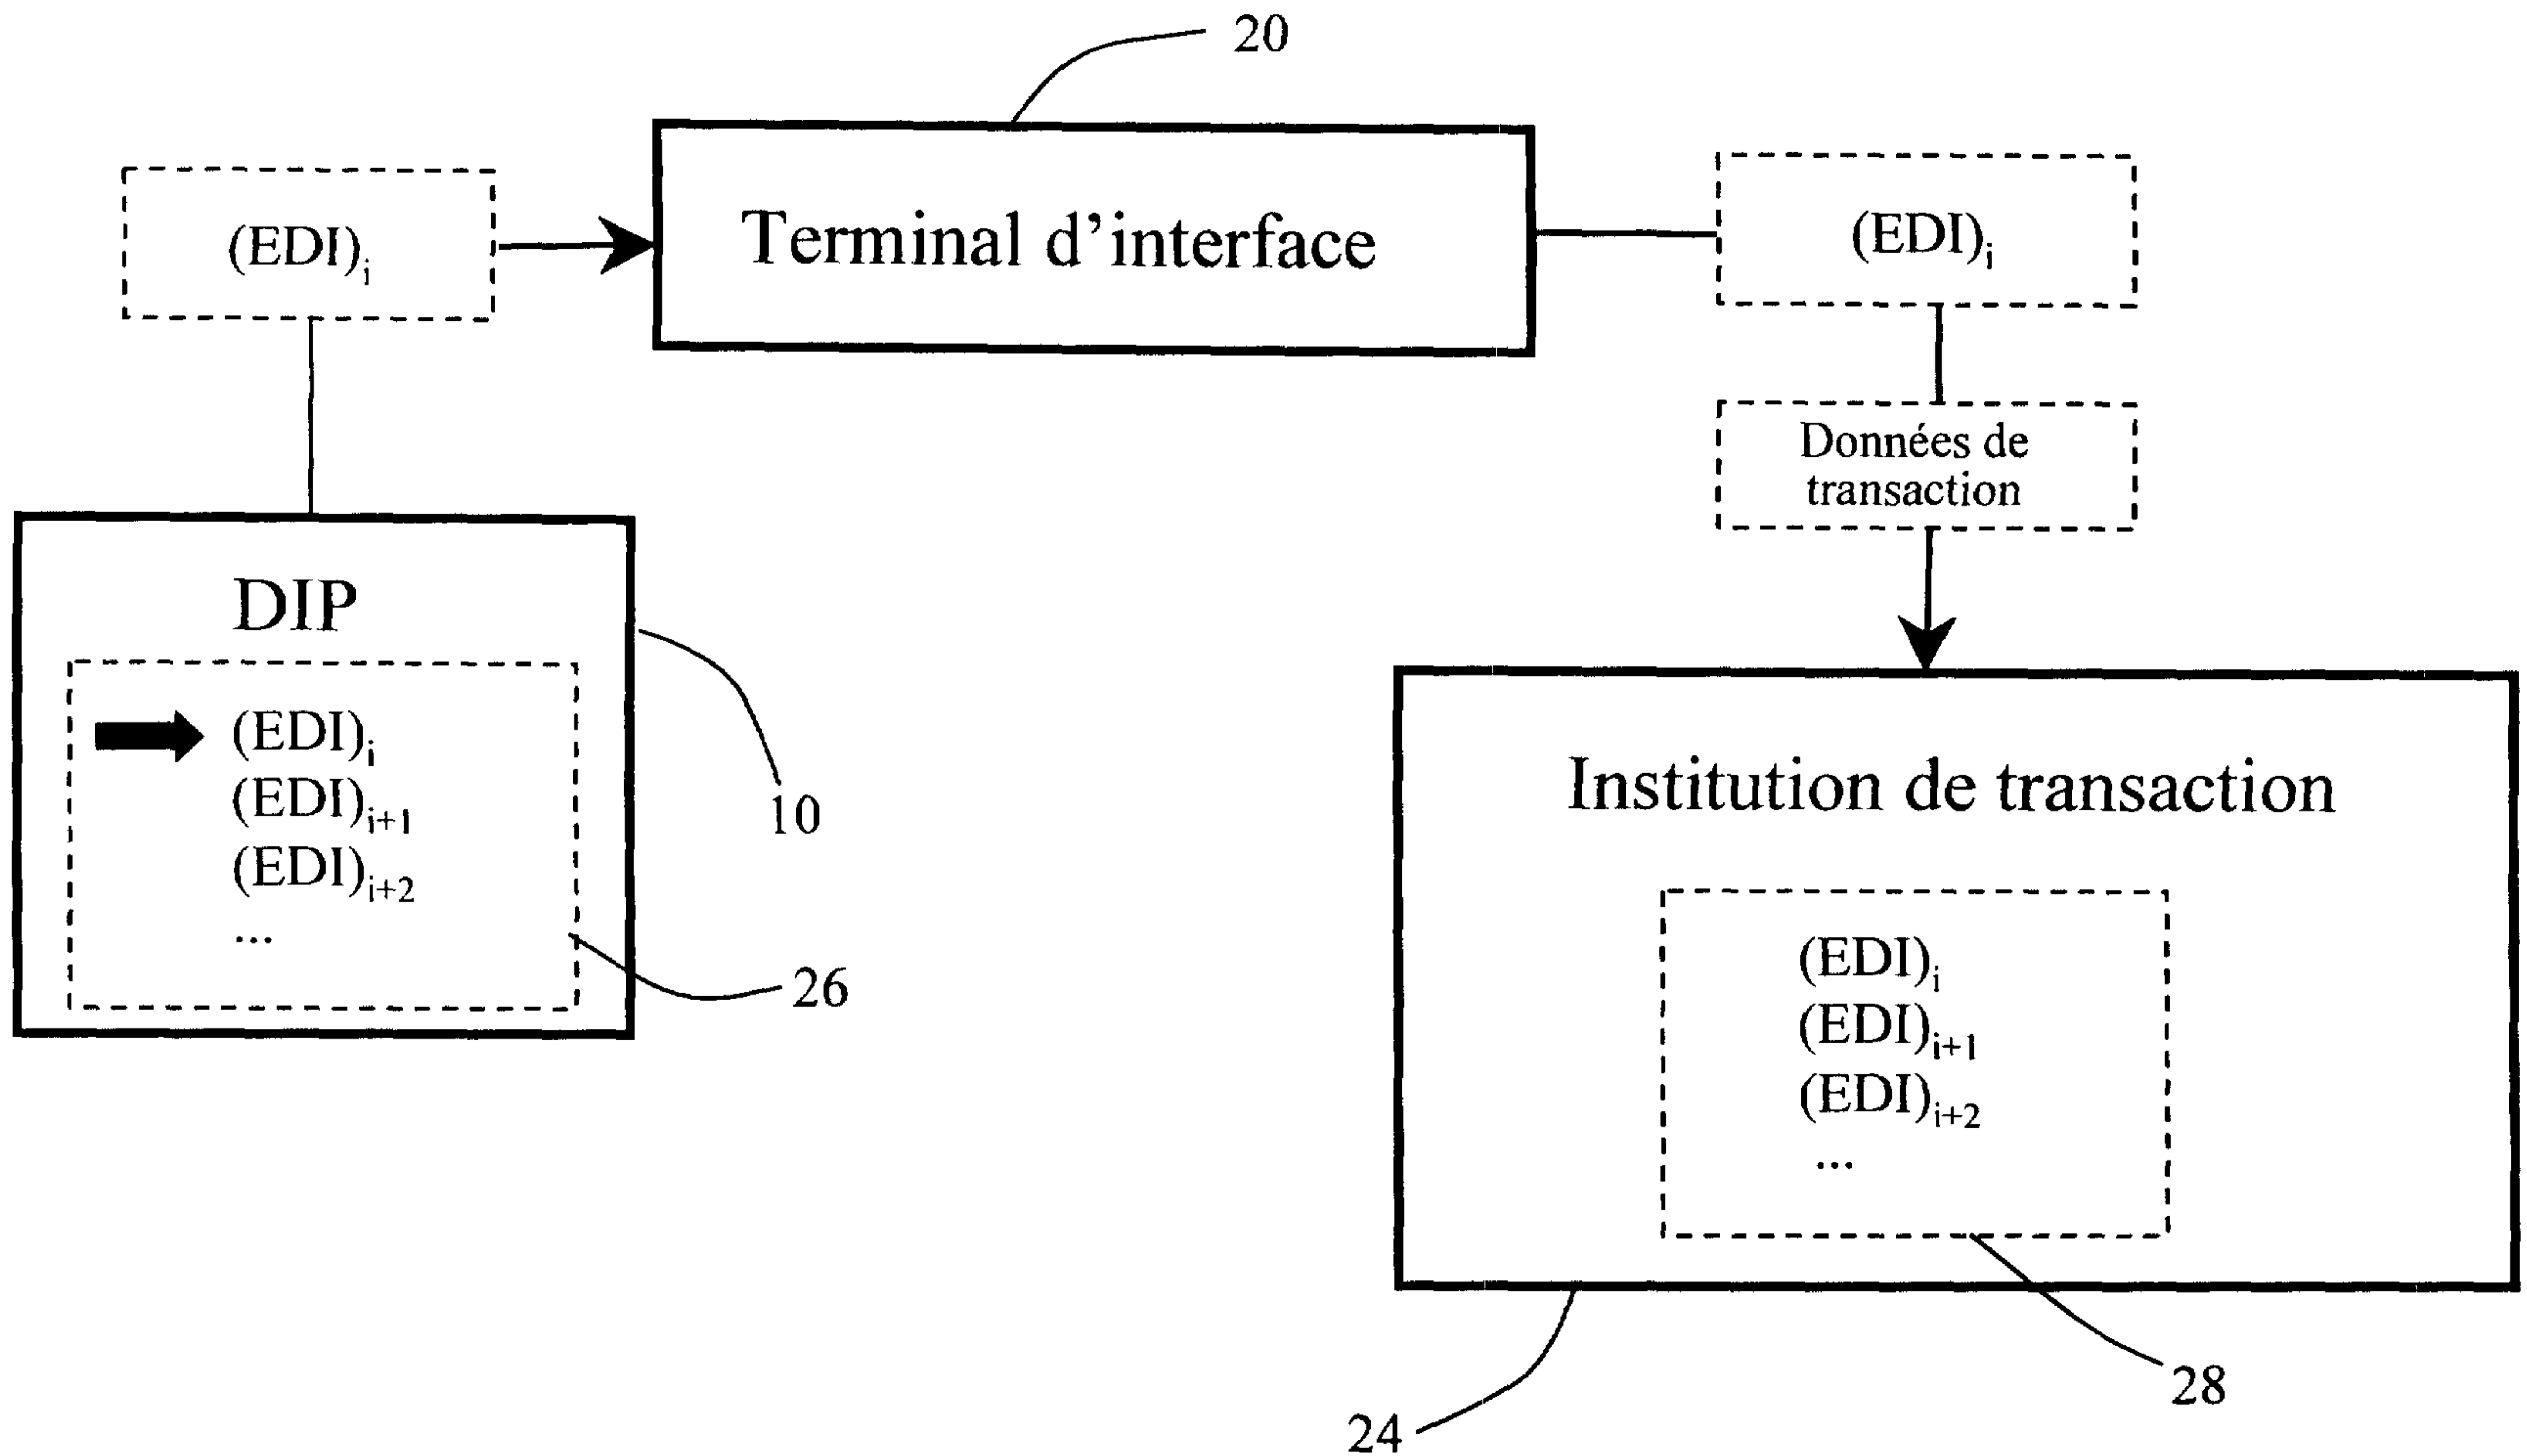 20
(EDI)i
Terminal d’interface
(EDI)i
Données de
transaction
DIP
(EDI)i
(EDI)i+1
(EDI)i+2
...
10
26
Institution de transaction
(EDI)i
(EDI)i+1
(EDI)i+2
...
28
24